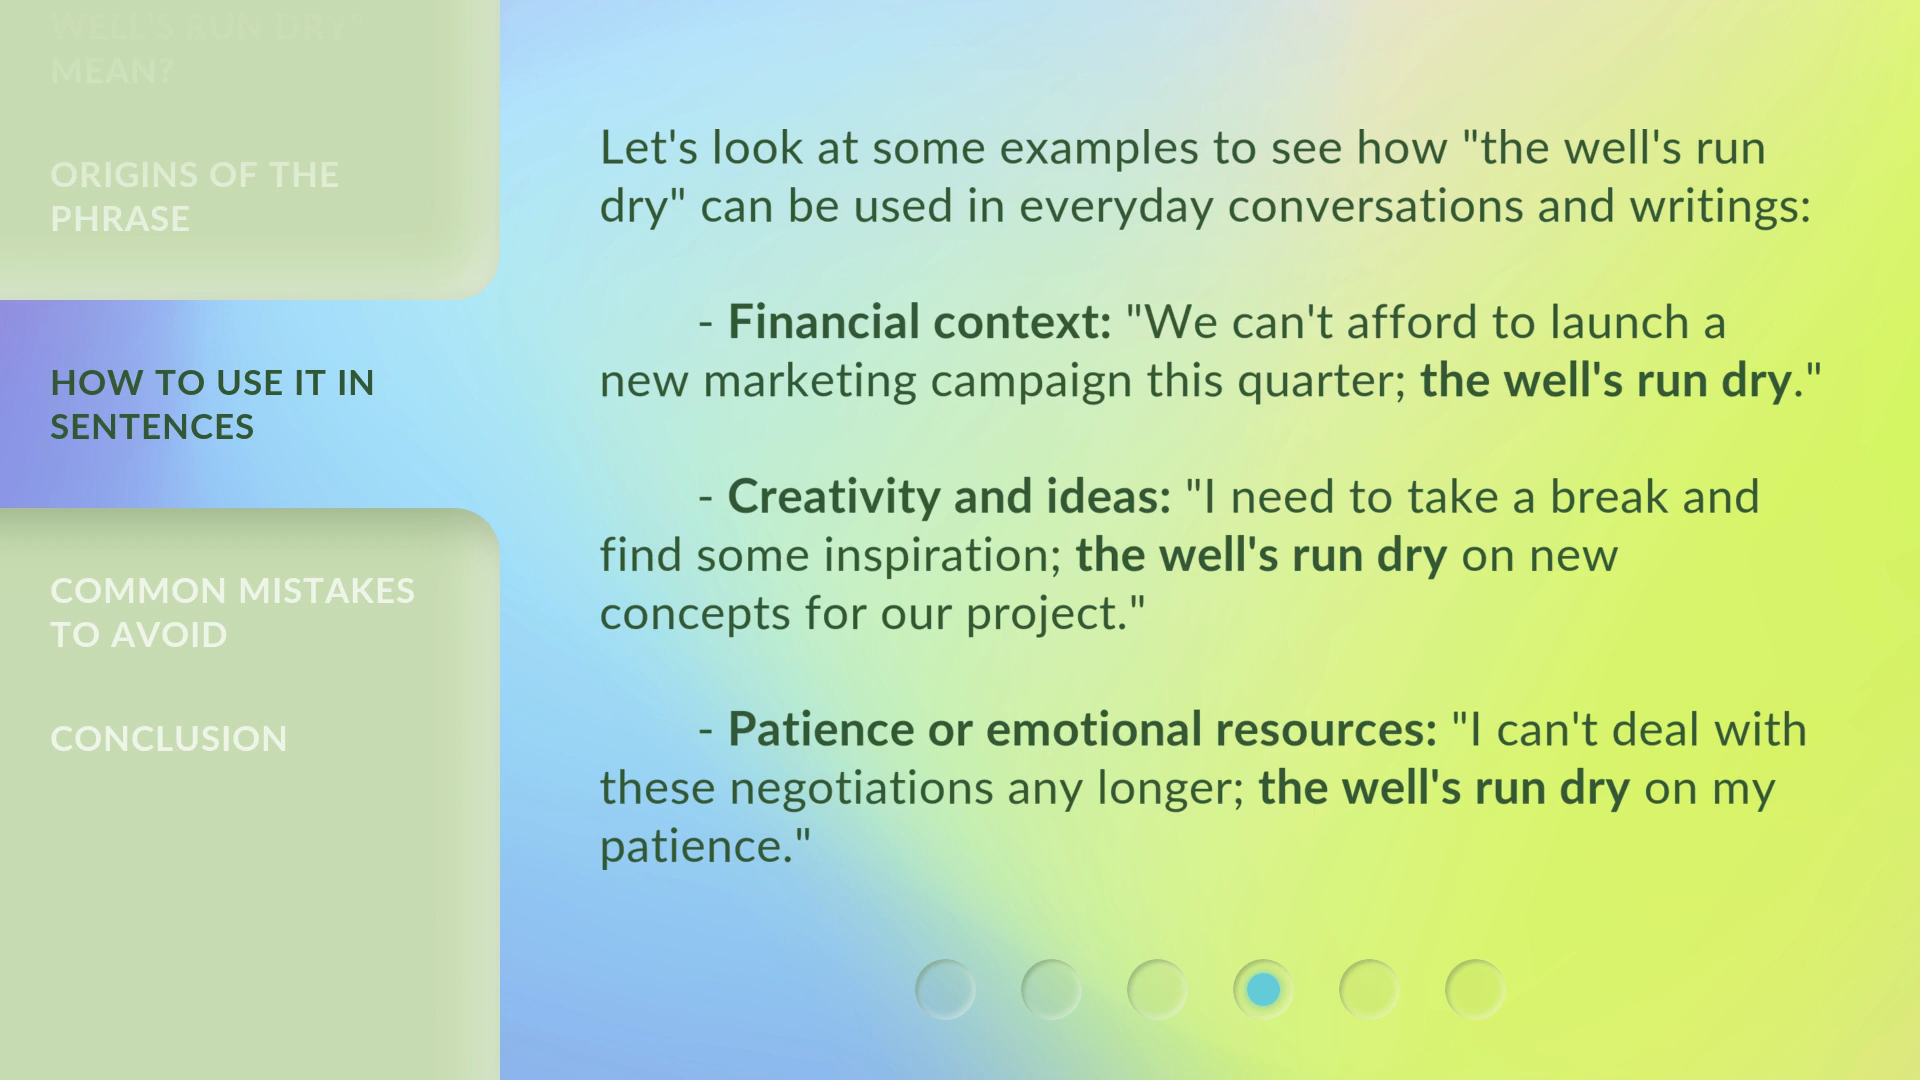 WELL'S RUN DRY"
MEAN?
ORIGINS OF THE
PHRASE
HOW TO USE IT IN
SENTENCES
COMMON MISTAKES
TO AVOID
CONCLUSION
Let's look at some examples to see how "the well's run
dry" can be used in everyday conversations and writings:
- Financial context: "We can't afford to launch a
new marketing campaign this quarter; the well's run dry."
- Creativity and ideas: "I need to take a break and
find some inspiration; the well's run dry on new
concepts for our project."
- Patience or emotional resources: "I can't deal with
these negotiations any longer; the well's run dry on my
patience."